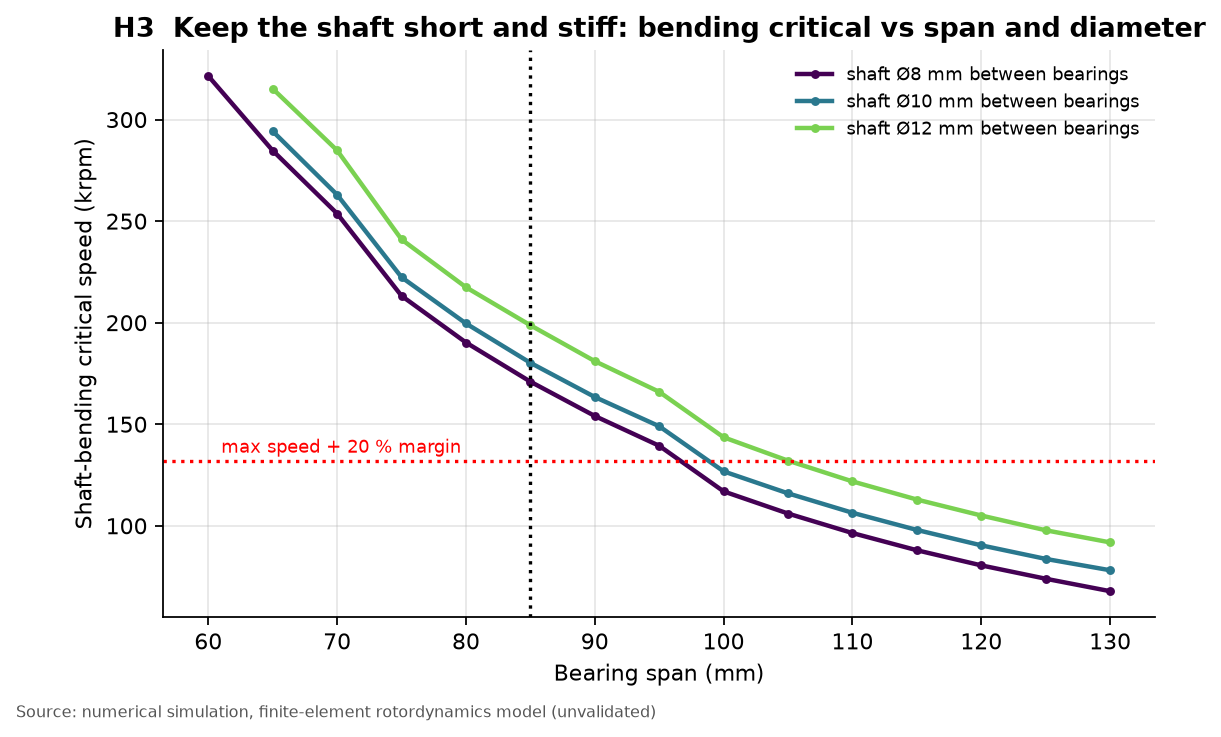 H3  Keep the shaft short and stiff: bending critical vs span and diameter
shaft Ø8 mm between bearings
shaft Ø10 mm between bearings
shaft Ø12 mm between bearings
Shaft-bending critical speed (krpm)
300
250
200
150
100
max speed + 20 % margin
60 70 80 90 100 110 120 130
Bearing span (mm)
Source: numerical simulation, finite-element rotordynamics model (unvalidated)